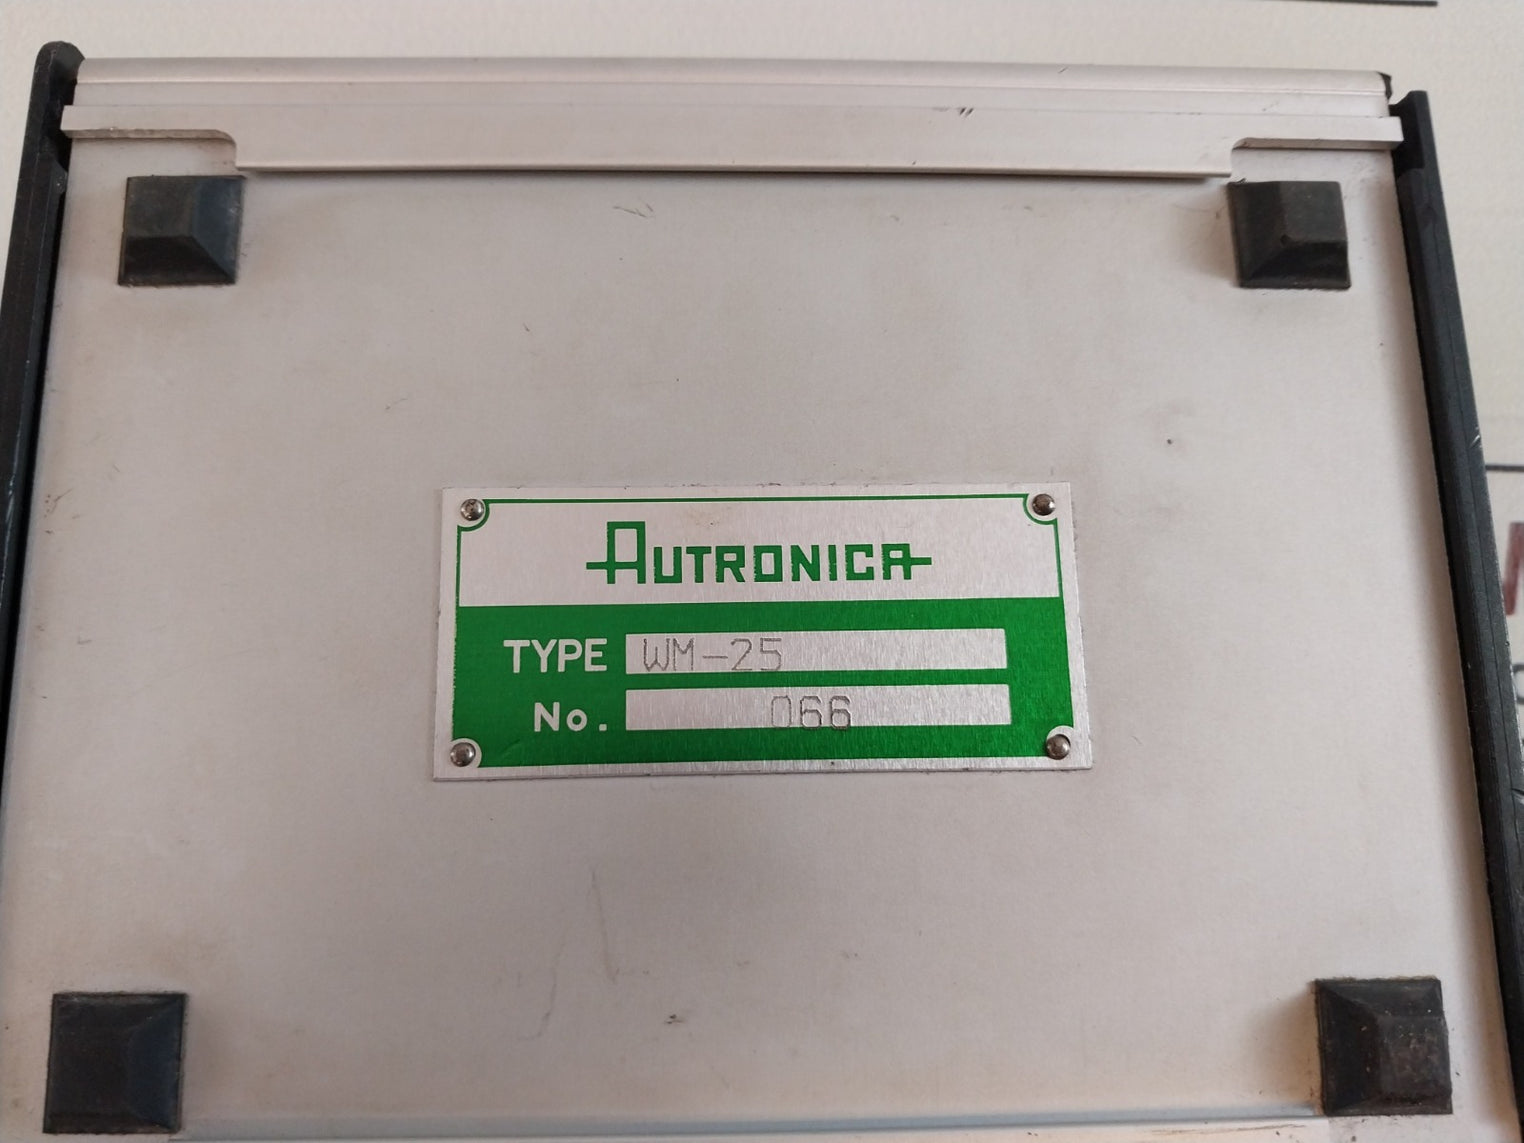 AUTRONICA
TYPE WM-25
No. 066